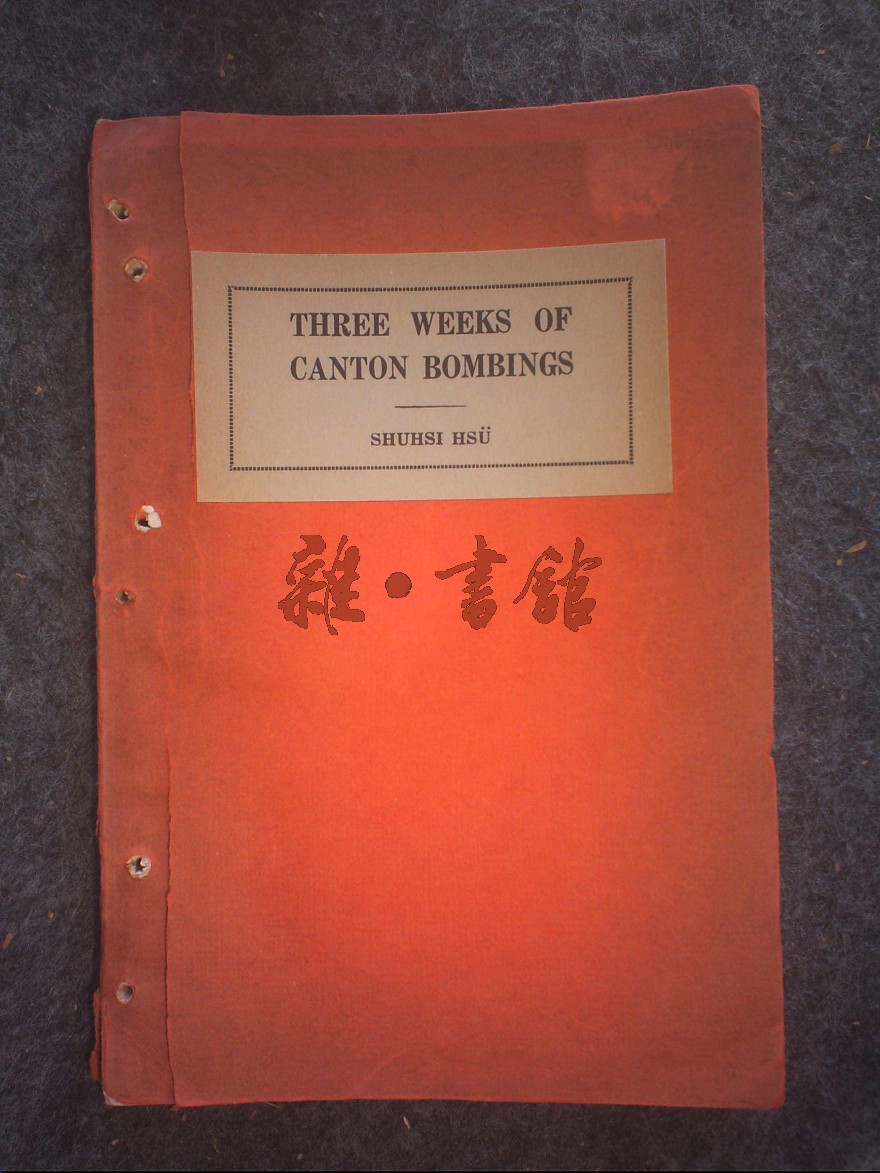 THREE WEEKS OF
CANTON BOMBINGS
SHUHSI HSÜ
雜·書館